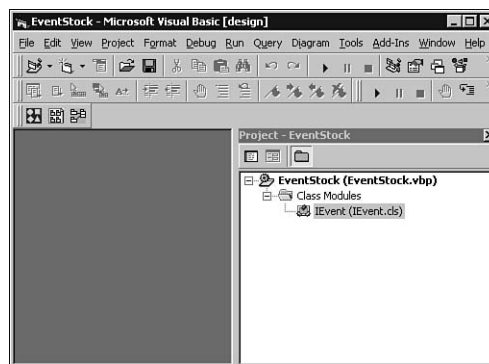 EventStock - Microsoft Visual Basic [design]
File Edit View Project Format Debug Run Query Diagram Tools Add-Ins Window Help
Project - EventStock
EventStock (EventStock.vbp)
Class Modules
IEvent (IEvent.cls)